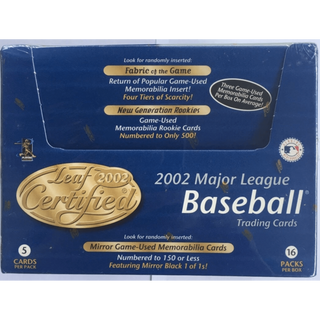 Look for randomly inserted:
Fabric of the Game
Return of Popular Game-Used
Memorabilia Insert!
Four Tiers of Scarcity!
Three Game-Used
Memorabilia Cards
Per Box On Average!
New Generation Rookies
Game-Used
Memorabilia Rookie Cards
Numbered to Only 500!
Leaf 2002
Certified
2002 Major League
Baseball
Trading Cards
5
CARDS
PER PACK
Look for randomly inserted:
Mirror Game-Used Memorabilia Cards
Numbered to 150 or Less
Featuring Mirror Black 1 of 1s!
16
PACKS
PER BOX